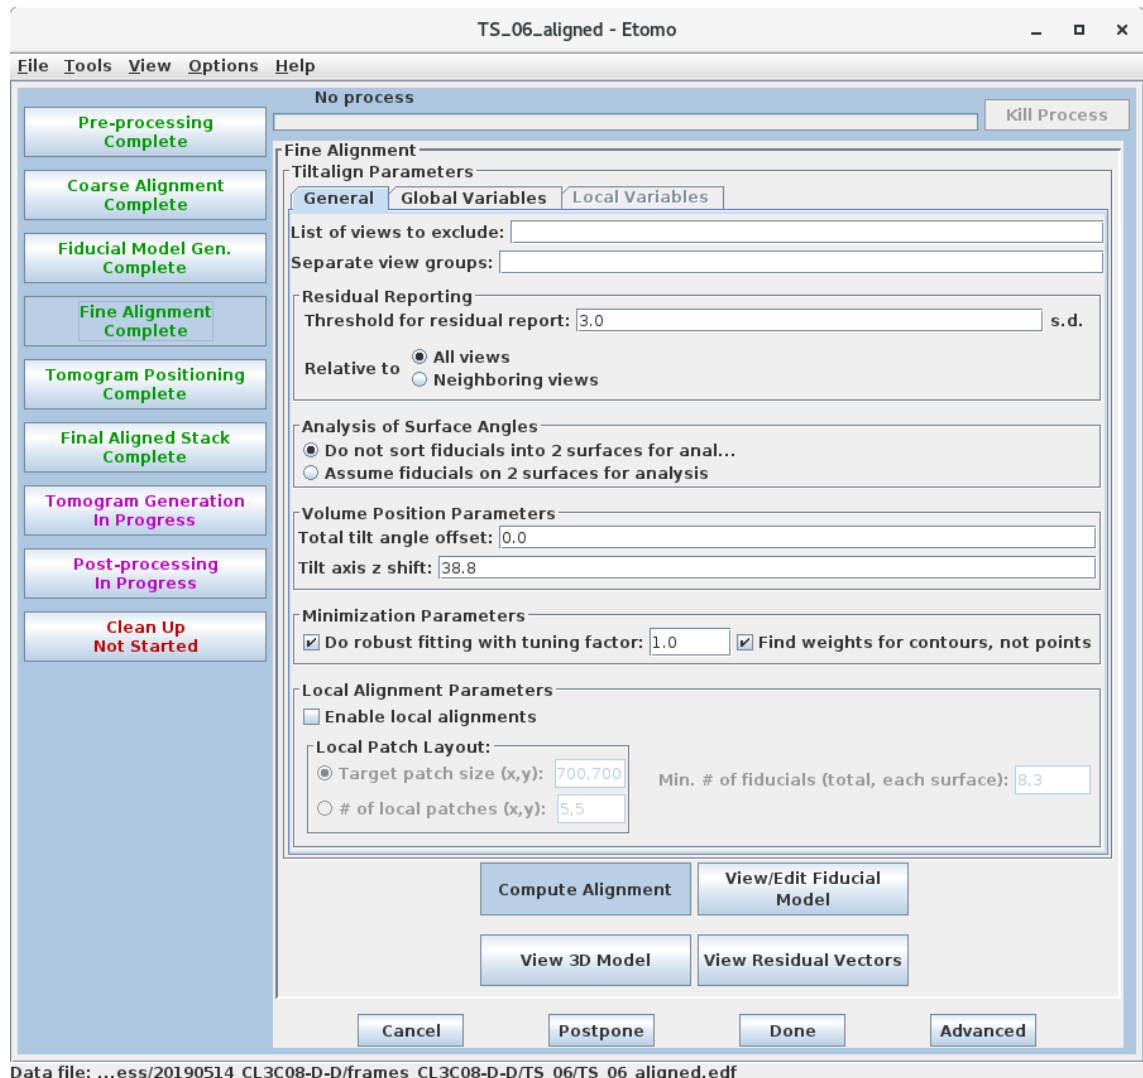 TS_06_aligned - Etomo
File Tools View Options Help
No process
Kill Process
Pre-processing
Complete
Coarse Alignment
Complete
Fiducial Model Gen.
Complete
Fine Alignment
Complete
Tomogram Positioning
Complete
Final Aligned Stack
Complete
Tomogram Generation
In Progress
Post-processing
In Progress
Clean Up
Not Started
Fine Alignment
Tiltalign Parameters
General Global Variables Local Variables
List of views to exclude:
Separate view groups:
Residual Reporting
Threshold for residual report: 3.0 s.d.
Relative to
All views
Neighboring views
Analysis of Surface Angles
Do not sort fiducials into 2 surfaces for anal...
Assume fiducials on 2 surfaces for analysis
Volume Position Parameters
Total tilt angle offset: 0.0
Tilt axis z shift: 38.8
Minimization Parameters
Do robust fitting with tuning factor: 1.0 Find weights for contours, not points
Local Alignment Parameters
Enable local alignments
Local Patch Layout:
Target patch size (x,y): 700,700
# of local patches (x,y): 5,5
Min. # of fiducials (total, each surface): 8,3
Compute Alignment
View/Edit Fiducial
Model
View 3D Model
View Residual Vectors
Cancel Postpone Done Advanced
Data file: ...ess/20190514_CL3C08-D-D/frames_CL3C08-D-D/TS_06/TS_06_aligned.edf